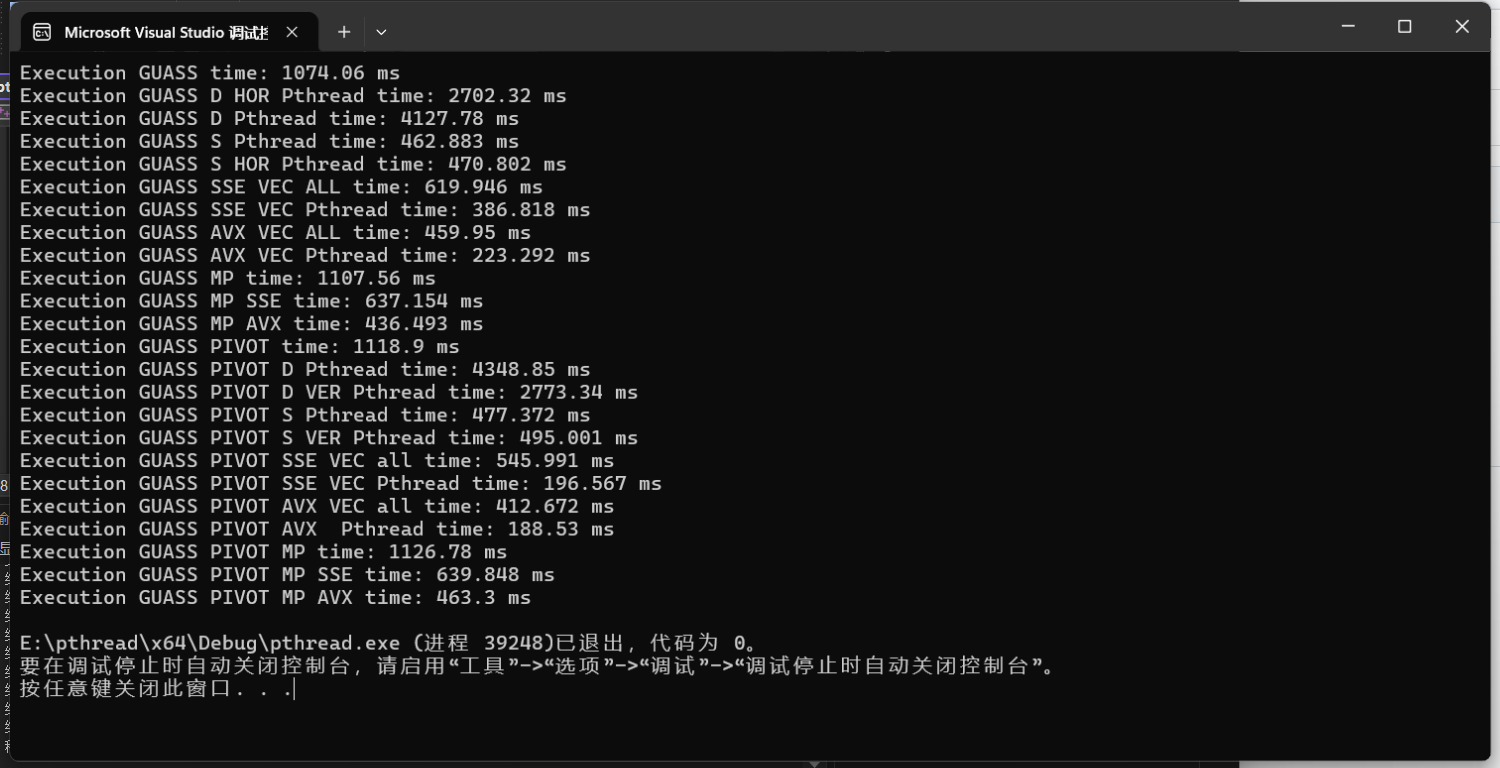 Microsoft Visual Studio 调试控
Execution GUASS time: 1074.06 ms
Execution GUASS D HOR Pthread time: 2702.32 ms
Execution GUASS D Pthread time: 4127.78 ms
Execution GUASS S Pthread time: 462.883 ms
Execution GUASS S HOR Pthread time: 470.802 ms
Execution GUASS SSE VEC ALL time: 619.946 ms
Execution GUASS SSE VEC Pthread time: 386.818 ms
Execution GUASS AVX VEC ALL time: 459.95 ms
Execution GUASS AVX VEC Pthread time: 223.292 ms
Execution GUASS MP time: 1107.56 ms
Execution GUASS MP SSE time: 637.154 ms
Execution GUASS MP AVX time: 436.493 ms
Execution GUASS PIVOT time: 1118.9 ms
Execution GUASS PIVOT D Pthread time: 4348.85 ms
Execution GUASS PIVOT D VER Pthread time: 2773.34 ms
Execution GUASS PIVOT S Pthread time: 477.372 ms
Execution GUASS PIVOT S VER Pthread time: 495.001 ms
Execution GUASS PIVOT SSE VEC all time: 545.991 ms
Execution GUASS PIVOT SSE VEC Pthread time: 196.567 ms
Execution GUASS PIVOT AVX VEC all time: 412.672 ms
Execution GUASS PIVOT AVX  Pthread time: 188.53 ms
Execution GUASS PIVOT MP time: 1126.78 ms
Execution GUASS PIVOT MP SSE time: 639.848 ms
Execution GUASS PIVOT MP AVX time: 463.3 ms
E:\pthread\x64\Debug\pthread.exe (进程 39248)已退出，代码为 0。
要在调试停止时自动关闭控制台，请启用“工具”->“选项”->“调试”->“调试停止时自动关闭控制台”。
按任意键关闭此窗口. . .